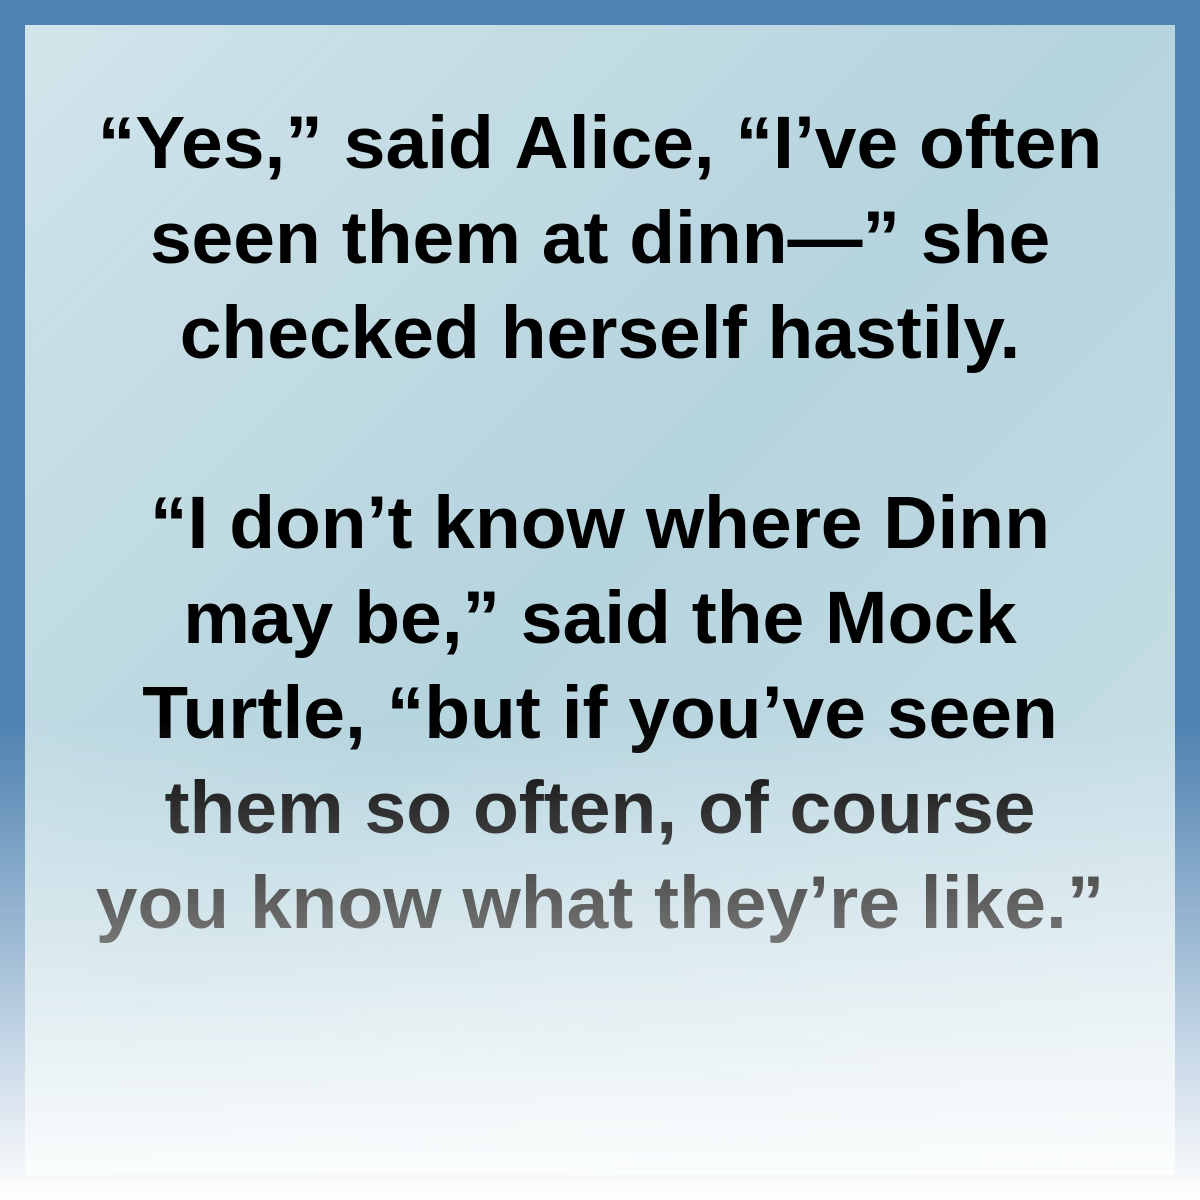 “Yes,” said Alice, “I’ve often
seen them at dinn—” she
checked herself hastily.
“I don’t know where Dinn
may be,” said the Mock
Turtle, “but if you’ve seen
them so often, of course
you know what they’re like.”